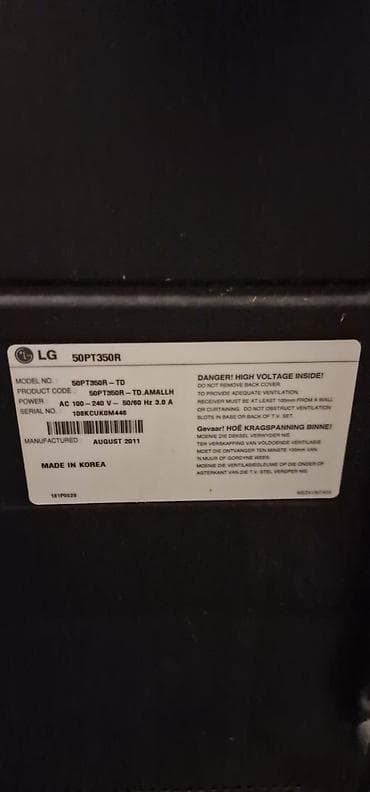 LG 50PT350R
MODEL NO. 50PT350R-TD
PRODUCT CODE : 50PT350R-TD.AMALLH
POWER : AC 100-240 V~ 50/60 Hz 3.0 A
SERIAL NO. : 108KCUK0M446
MANUFACTURED : AUGUST 2011
MADE IN KOREA
DANGER! HIGH VOLTAGE INSIDE!
DO NOT REMOVE BACK COVER.
TO PROVIDE ADEQUATE VENTILATION,
RECEIVER MUST BE AT LEAST 100mm FROM A WALL
OR CURTAINING. DO NOT OBSTRUCT VENTILATION
SLOTS IN BASE OR BACK OF T.V. SET.
Gevaar! HOË KRAGSPANNING BINNE!
MOENIE DIE DEKSEL VERWYDER NIE
TER VERSKAFFING VAN VOLDOENDE VENTILASIE
MOET DIE ONTVANGER TEN MINSTE 100mm VAN
'N MUUR OF GORDYNE WEES.
MOENIE DIE VENTILASIEGLEUWE OP DIE ONDER OF
AGTERKANT VAN DIE T.V. STEL VERSPER NIE